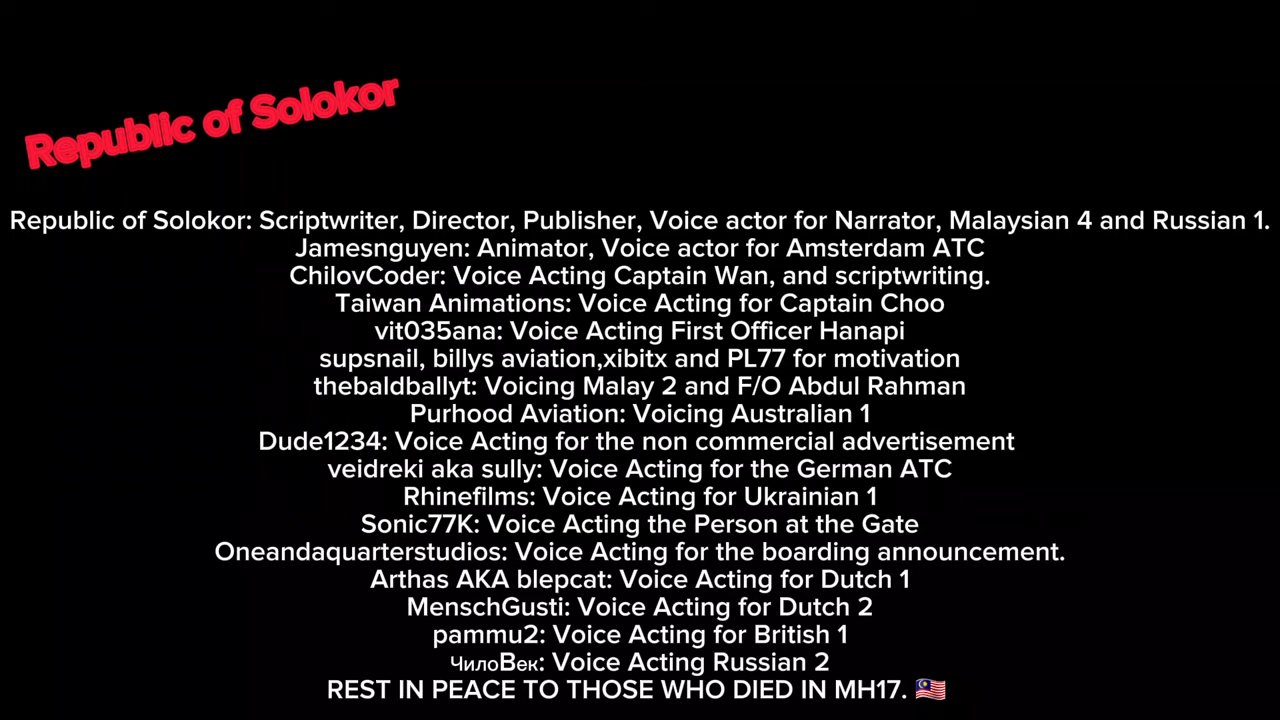 Republic of Solokor
Republic of Solokor: Scriptwriter, Director, Publisher, Voice actor for Narrator, Malaysian 4 and Russian 1.
Jamesnguyen: Animator, Voice actor for Amsterdam ATC
ChilovCoder: Voice Acting Captain Wan, and scriptwriting.
Taiwan Animations: Voice Acting for Captain Choo
vit035ana: Voice Acting First Officer Hanapi
supsnail, billys aviation,xibitx and PL77 for motivation
thebaldballyt: Voicing Malay 2 and F/O Abdul Rahman
Purhood Aviation: Voicing Australian 1
Dude1234: Voice Acting for the non commercial advertisement
veidreki aka sully: Voice Acting for the German ATC
Rhinefilms: Voice Acting for Ukrainian 1
Sonic77K: Voice Acting the Person at the Gate
Oneandaquarterstudios: Voice Acting for the boarding announcement.
Arthas AKA blepcat: Voice Acting for Dutch 1
MenschGusti: Voice Acting for Dutch 2
pammu2: Voice Acting for British 1
ЧилоВек: Voice Acting Russian 2
REST IN PEACE TO THOSE WHO DIED IN MH17. 🇲🇾